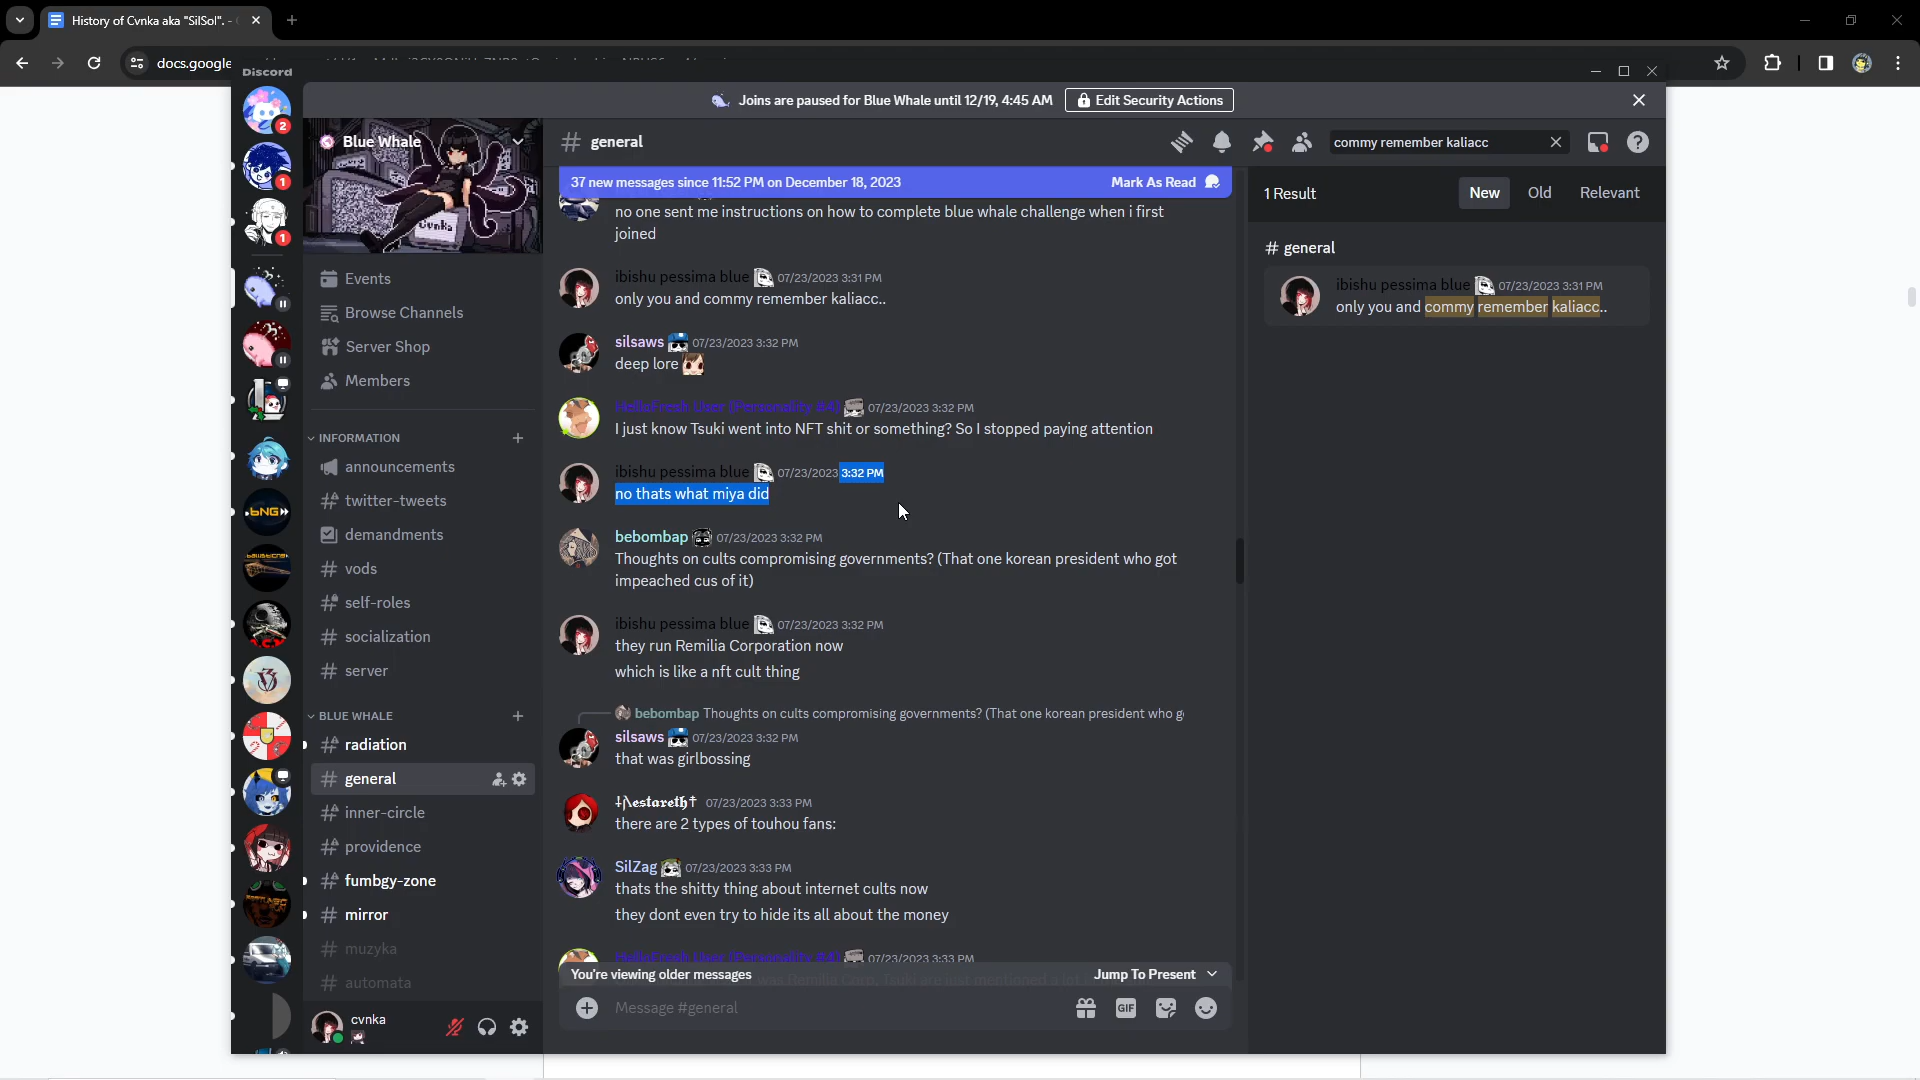 History of Cvnka aka "SilSol". -
docs.google
Discord
Joins are paused for Blue Whale until 12/19, 4:45 AM
Edit Security Actions
Blue Whale
general
commy remember kaliacc
37 new messages since 11:52 PM on December 18, 2023
Mark As Read
no one sent me instructions on how to complete blue whale challenge when i first
joined
ibishu pessima blue 07/23/2023 3:31 PM
only you and commy remember kaliacc..
silsaws 07/23/2023 3:32 PM
deep lore
HelloFresh User (Personality #4) 07/23/2023 3:32 PM
I just know Tsuki went into NFT shit or something? So I stopped paying attention
ibishu pessima blue 07/23/2023 3:32 PM
no thats what miya did
bebombap 07/23/2023 3:32 PM
Thoughts on cults compromising governments? (That one korean president who got
impeached cus of it)
ibishu pessima blue 07/23/2023 3:32 PM
they run Remilia Corporation now
which is like a nft cult thing
bebombap Thoughts on cults compromising governments? (That one korean president who g
silsaws 07/23/2023 3:32 PM
that was girlbossing
07/23/2023 3:33 PM
there are 2 types of touhou fans:
SilZag 07/23/2023 3:33 PM
thats the shitty thing about internet cults now
they dont even try to hide its all about the money
HelloFresh User (Personality #4) 07/23/2023 3:33 PM
You're viewing older messages
Jump To Present
Message #general
GIF
1 Result
New
Old
Relevant
# general
ibishu pessima blue 07/23/2023 3:31 PM
only you and commy remember kaliacc..
Events
Browse Channels
Server Shop
Members
INFORMATION
announcements
twitter-tweets
demandments
vods
self-roles
socialization
server
BLUE WHALE
radiation
general
inner-circle
providence
fumbgy-zone
mirror
muzyka
automata
cvnka
2
1
1
Cvnka
bNG